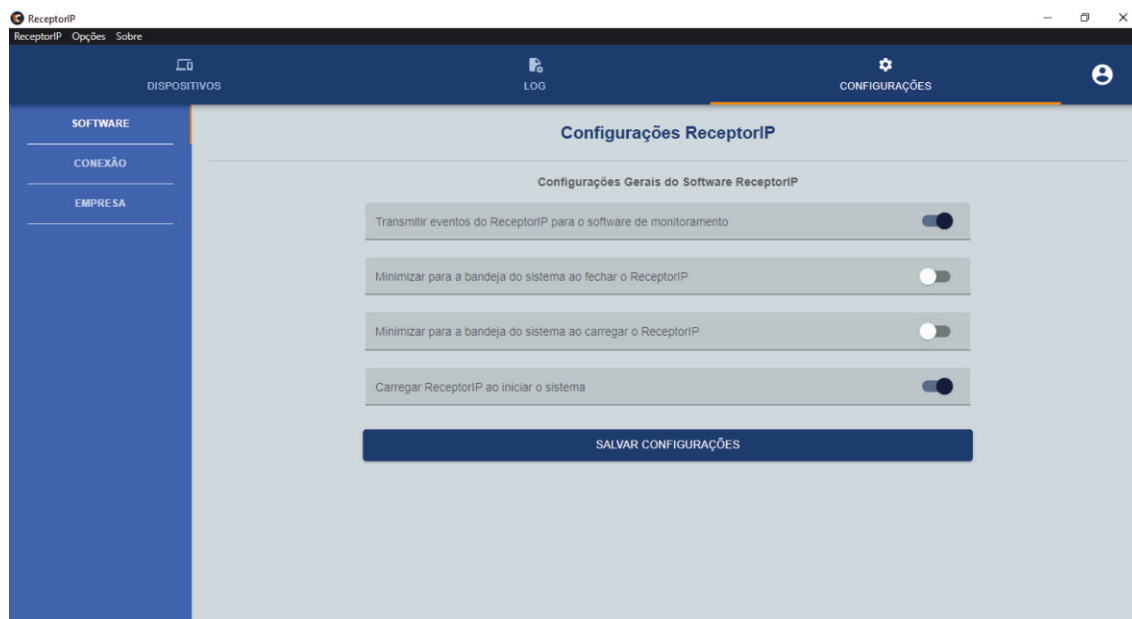 ReceptorIP
ReceptorIP Opções Sobre
DISPOSITIVOS
LOG
CONFIGURAÇÕES
SOFTWARE
CONEXÃO
EMPRESA
Configurações ReceptorIP
Configurações Gerais do Software ReceptorIP
Transmitir eventos do ReceptorIP para o software de monitoramento
Minimizar para a bandeja do sistema ao fechar o ReceptorIP
Minimizar para a bandeja do sistema ao carregar o ReceptorIP
Carregar ReceptorIP ao iniciar o sistema
SALVAR CONFIGURAÇÕES